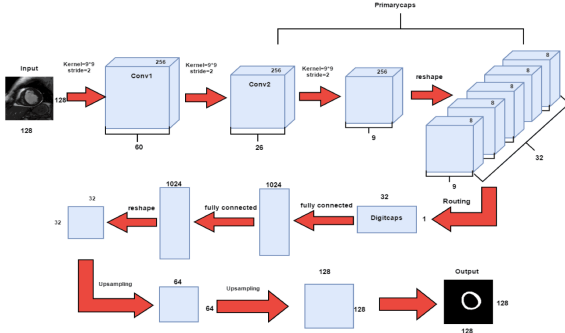 Primarycaps
Input
Kernel=9*9
stride=2
256
Conv1
Kernel=9*9
stride=2
256
Conv2
Kernel=9*9
stride=2
256
reshape
8
8
8
8
8
128
128
60
26
9
9
32
Routing
1024
1024
32
32
32
reshape
fully connected
fully connected
Digitcaps
1
Upsampling
64
64
Upsampling
128
128
Output
128
128